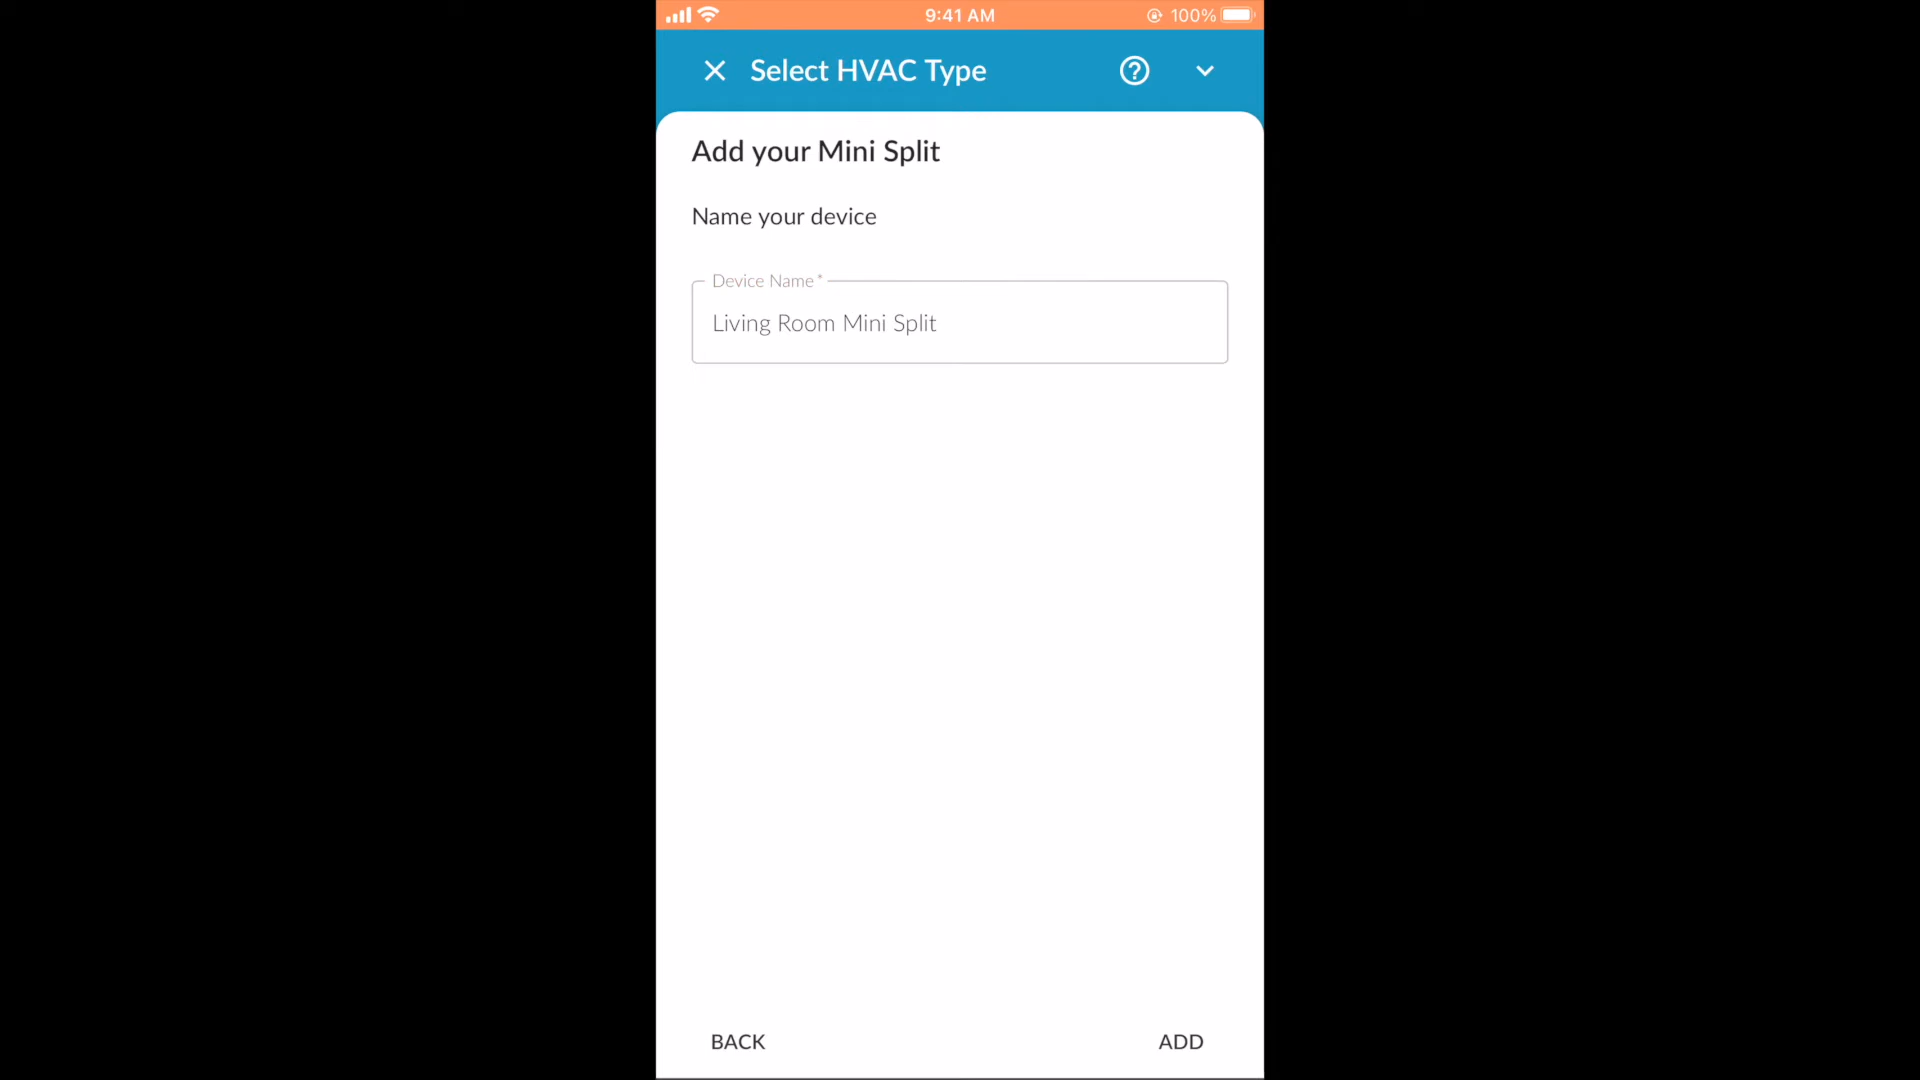 9:41 AM
100%
Select HVAC Type
Add your Mini Split
Name your device
Device Name *
Living Room Mini Split
BACK
ADD